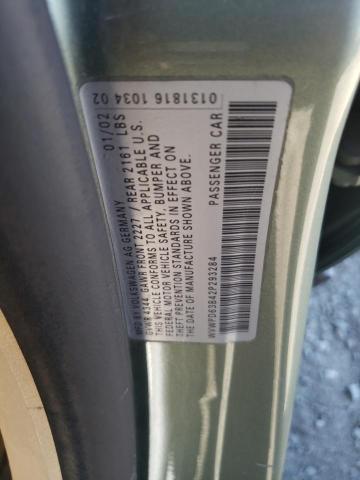 0131816 1034 02
01/02
MFD BY VOLKSWAGEN AG GERMANY
GVWR 4344 GAWR FRONT 2227 / REAR 2161 LBS
THIS VEHICLE CONFORMS TO ALL APPLICABLE U.S.
FEDERAL MOTOR VEHICLE SAFETY, BUMPER AND
THEFT PREVENTION STANDARDS IN EFFECT ON
THE DATE OF MANUFACTURE SHOWN ABOVE.
WVWPD63B42P293284 PASSENGER CAR